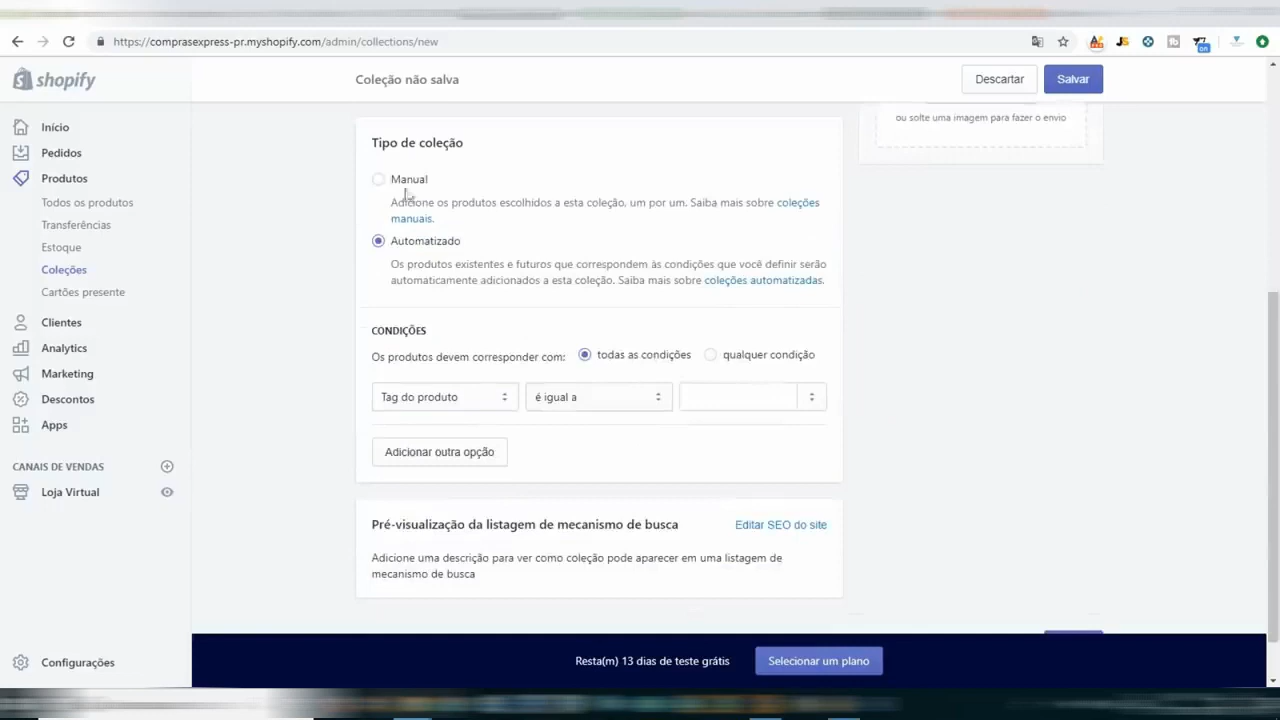 https://comprasexpress-pr.myshopify.com/admin/collections/new
shopify
Coleção não salva
Descartar
Salvar
Início
Pedidos
Produtos
Todos os produtos
Transferências
Estoque
Coleções
Cartões presente
Clientes
Analytics
Marketing
Descontos
Apps
CANAIS DE VENDAS
Loja Virtual
Configurações
ou solte uma imagem para fazer o envio
Tipo de coleção
Manual
Adicione os produtos escolhidos a esta coleção, um por um. Saiba mais sobre coleções
manuais.
Automatizado
Os produtos existentes e futuros que correspondem às condições que você definir serão
automaticamente adicionados a esta coleção. Saiba mais sobre coleções automatizadas.
CONDIÇÕES
Os produtos devem corresponder com: todas as condições qualquer condição
Tag do produto é igual a
Adicionar outra opção
Pré-visualização da listagem de mecanismo de busca Editar SEO do site
Adicione uma descrição para ver como coleção pode aparecer em uma listagem de
mecanismo de busca
Resta(m) 13 dias de teste grátis Selecionar um plano